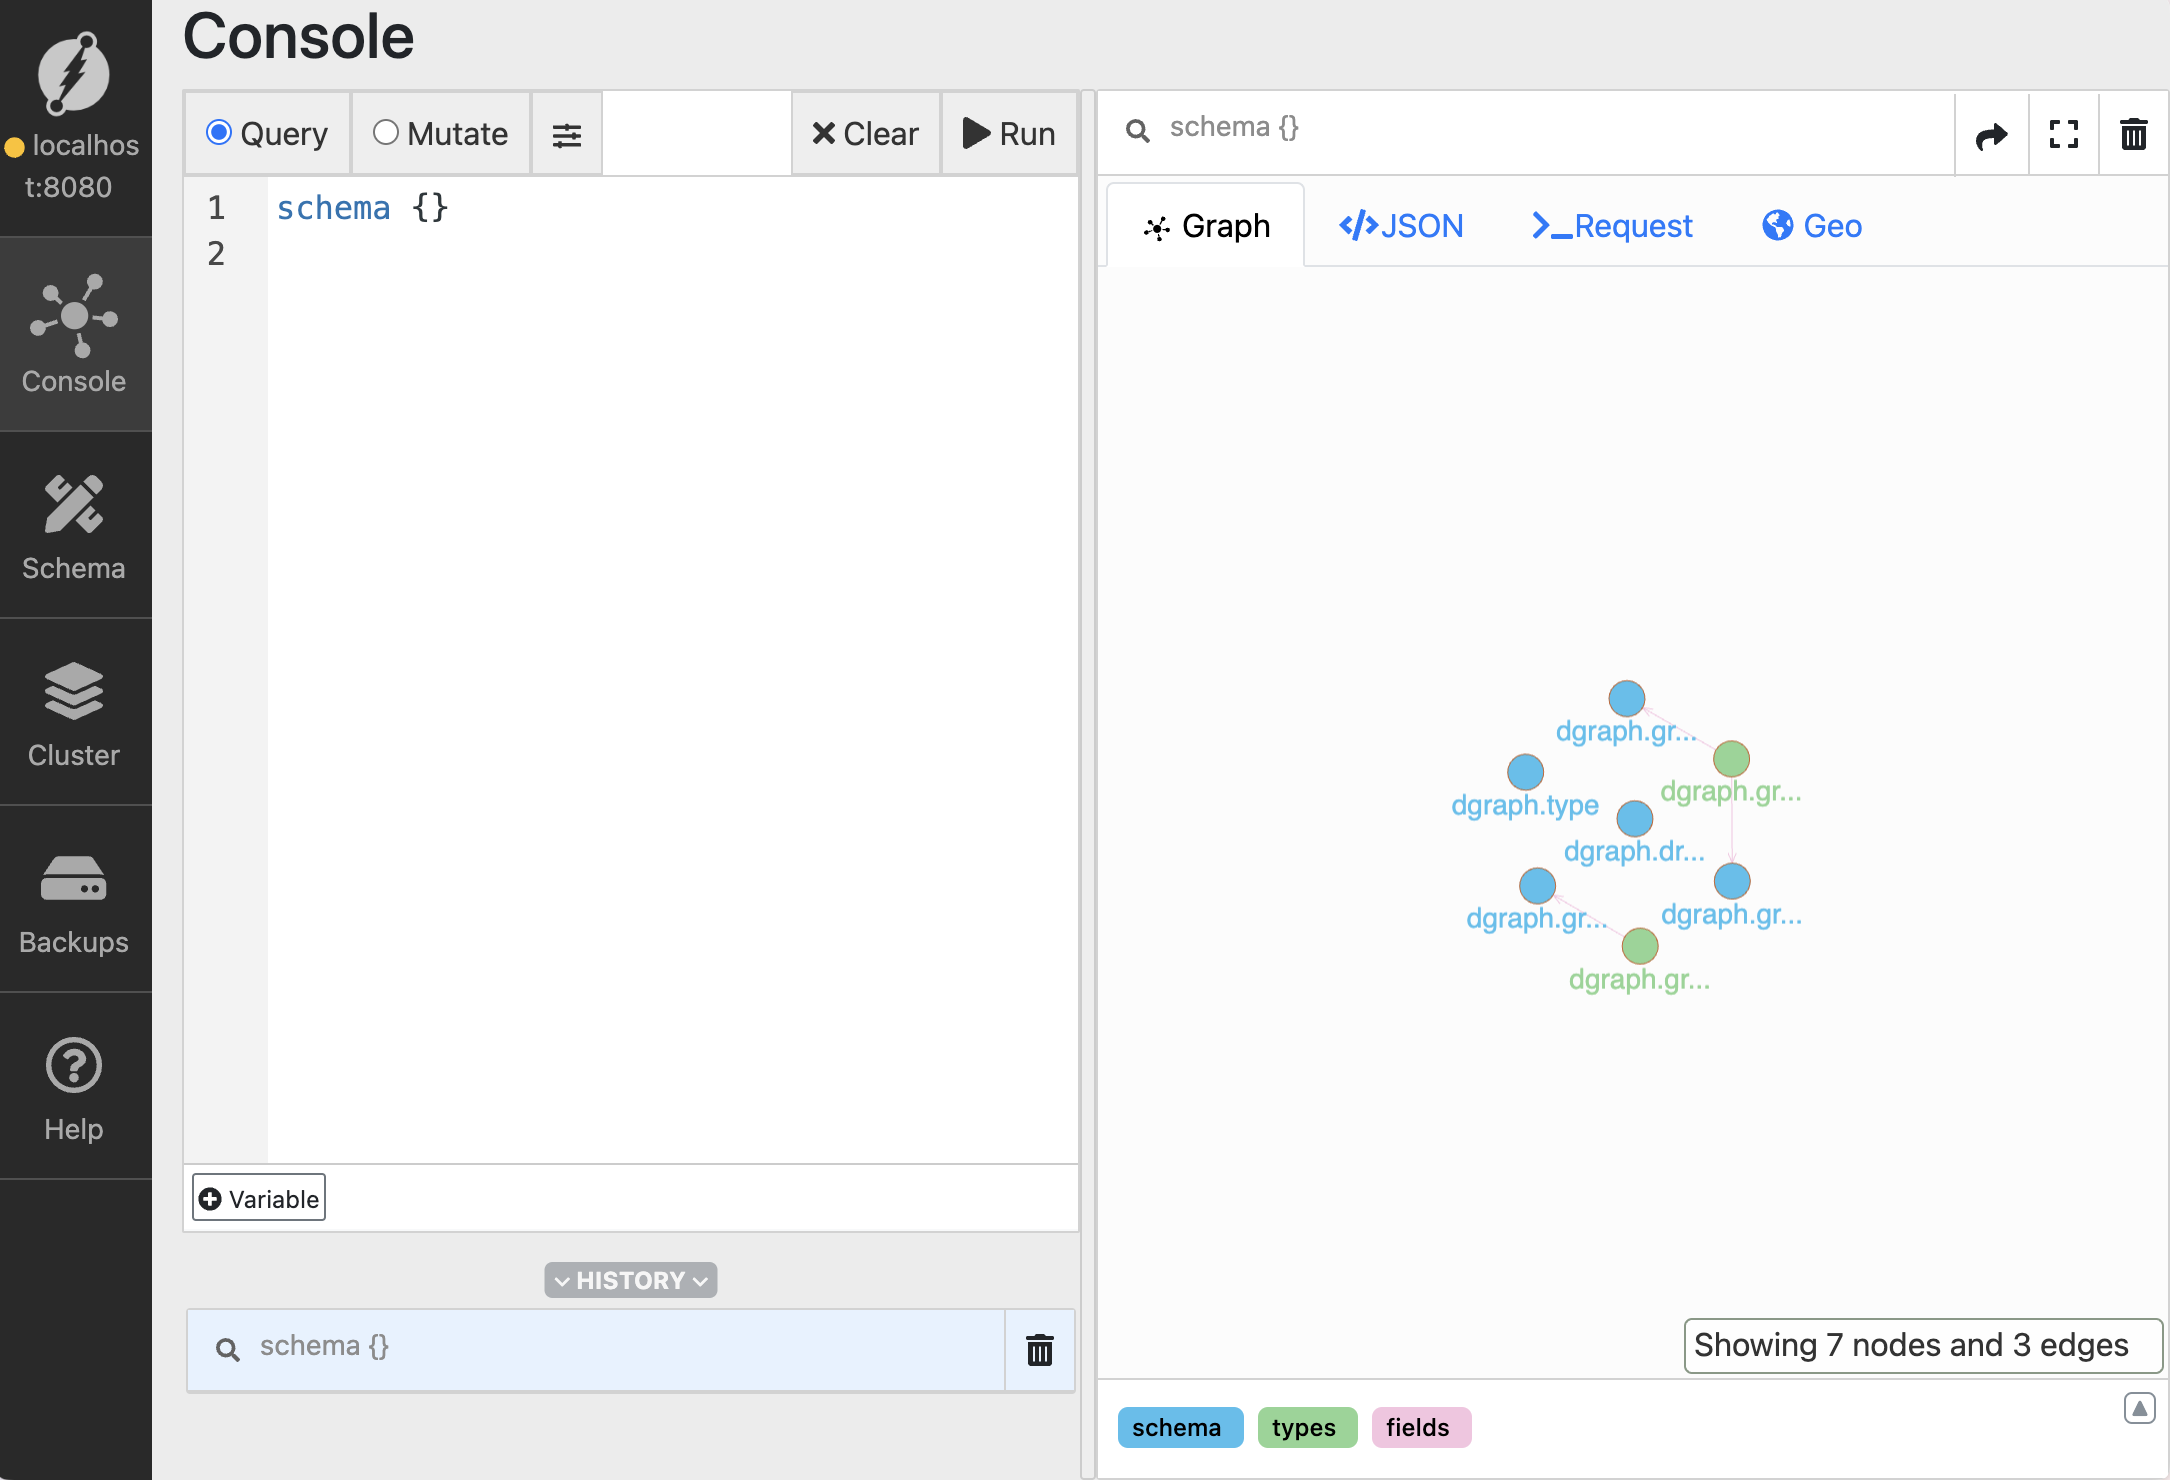 Console
localhos
t:8080
Console
Schema
Cluster
Backups
Help
Query
Mutate
Clear
Run
1 schema {}
2
Variable
HISTORY
schema {}
schema {}
Graph
</>JSON
>_Request
Geo
dgraph.gr...
dgraph.gr...
dgraph.type
dgraph.dr...
dgraph.gr...
dgraph.gr...
dgraph.gr...
Showing 7 nodes and 3 edges
schema
types
fields